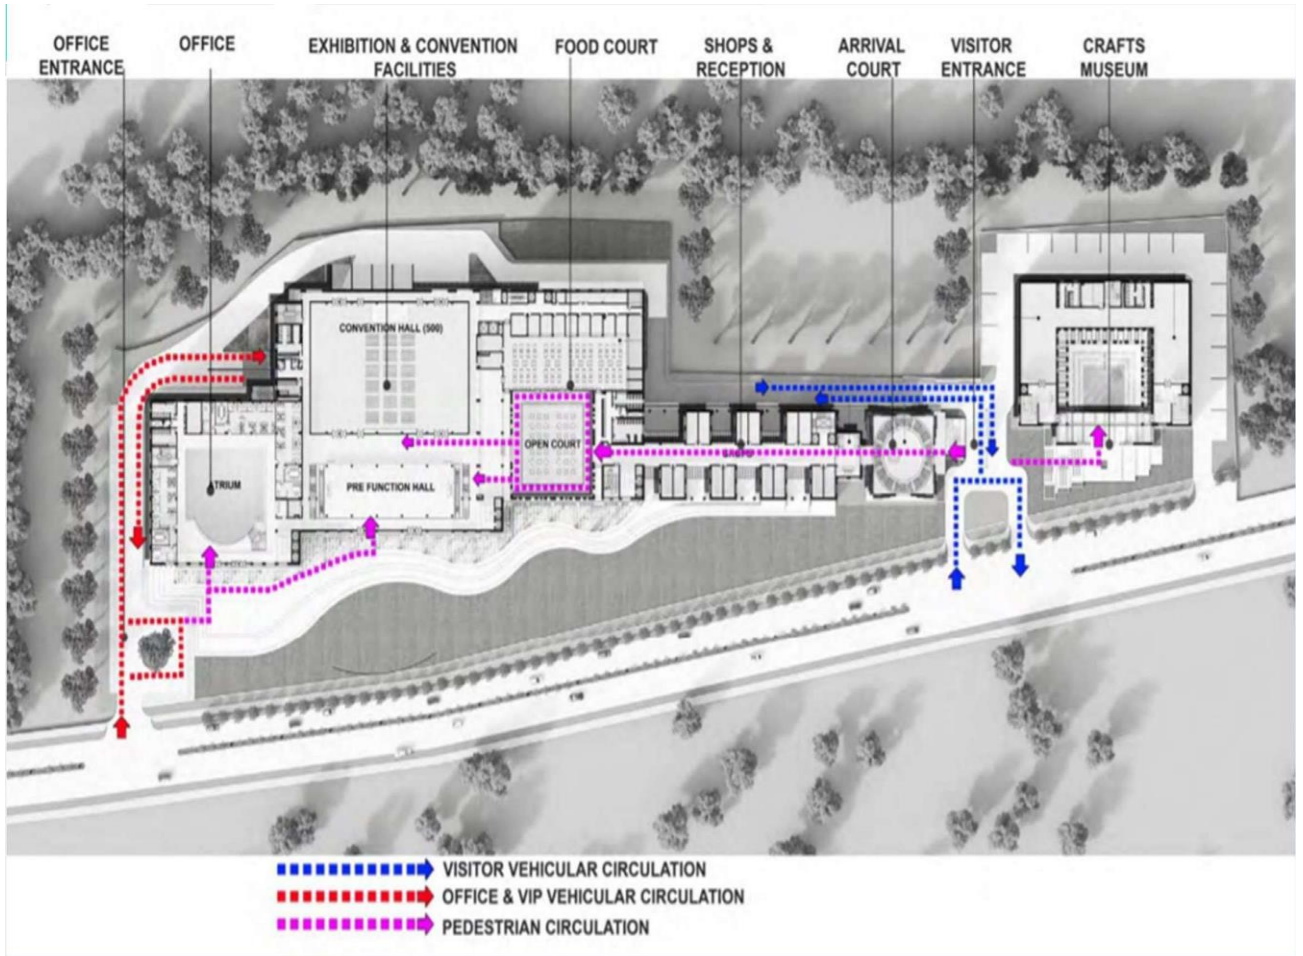 OFFICE
ENTRANCE
OFFICE
EXHIBITION & CONVENTION
FACILITIES
FOOD COURT
SHOPS &
RECEPTION
ARRIVAL
COURT
VISITOR
ENTRANCE
CRAFTS
MUSEUM
CONVENTION HALL (500)
OPEN COURT
PRE FUNCTION HALL
TRIUM
VISITOR VEHICULAR CIRCULATION
OFFICE & VIP VEHICULAR CIRCULATION
PEDESTRIAN CIRCULATION